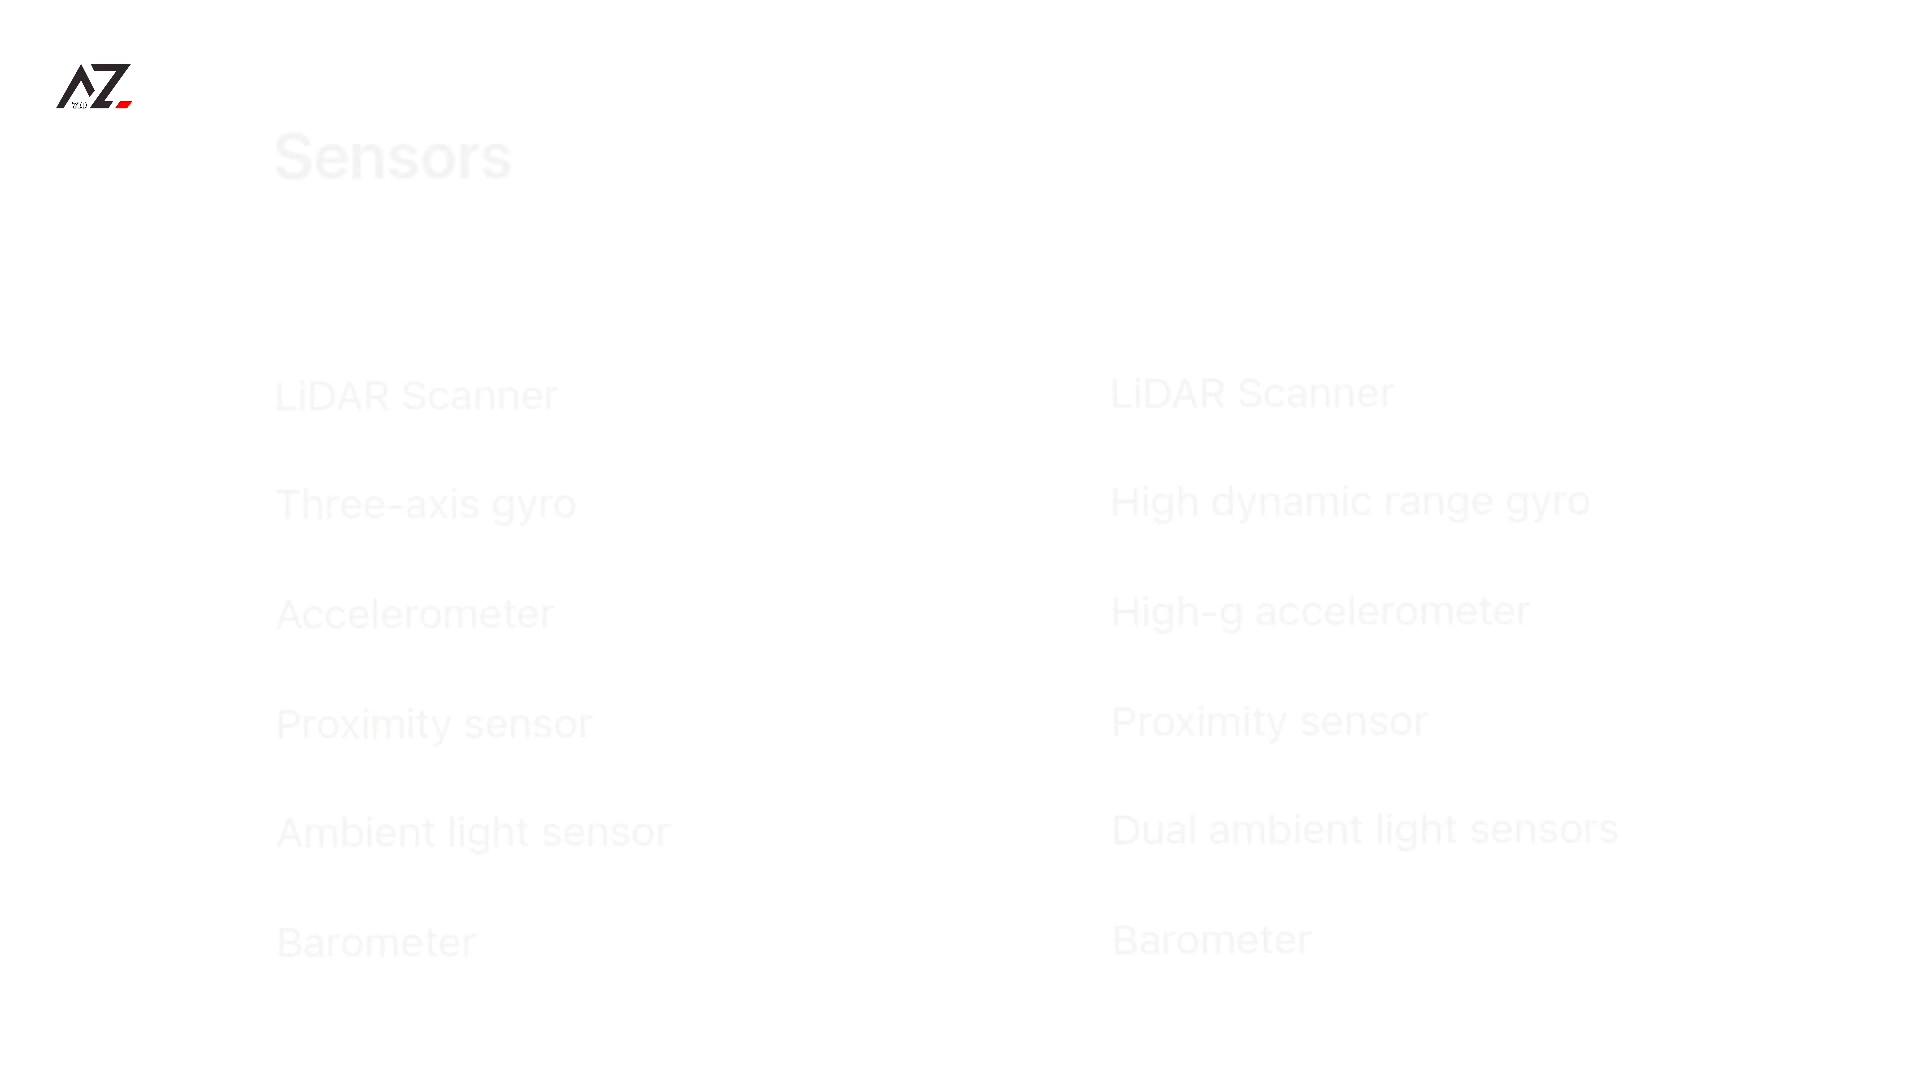 AZ.
Sensors
LiDAR Scanner
Three-axis gyro
Accelerometer
Proximity sensor
Ambient light sensor
Barometer
LiDAR Scanner
High dynamic range gyro
High-g accelerometer
Proximity sensor
Dual ambient light sensors
Barometer